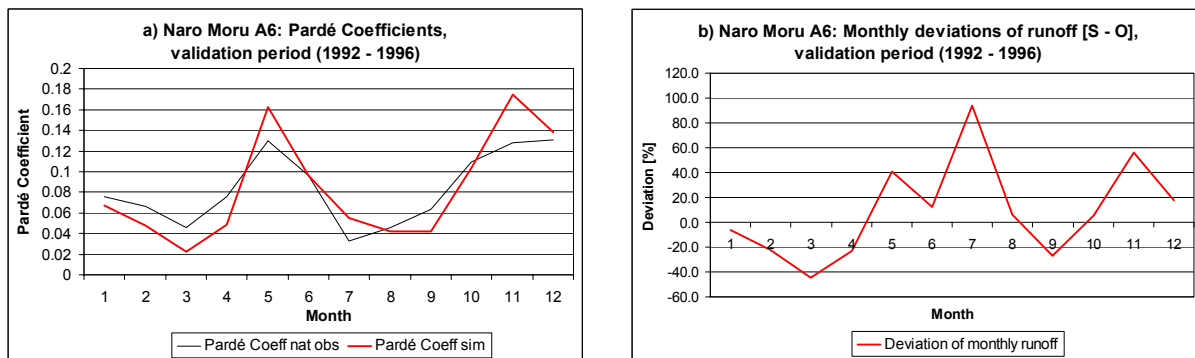 a) Naro Moru A6: Pardé Coefficients,
validation period (1992 - 1996)
Pardé Coefficient
0.2
0.18
0.16
0.14
0.12
0.1
0.08
0.06
0.04
0.02
0
1 2 3 4 5 6 7 8 9 10 11 12
Month
Pardé Coeff nat obs Pardé Coeff sim
b) Naro Moru A6: Monthly deviations of runoff [S - O],
validation period (1992 - 1996)
Deviation [%]
120.0
100.0
80.0
60.0
40.0
20.0
0.0
-20.0
-40.0
-60.0
1 2 3 4 5 6 7 8 9 10 11 12
Month
Deviation of monthly runoff